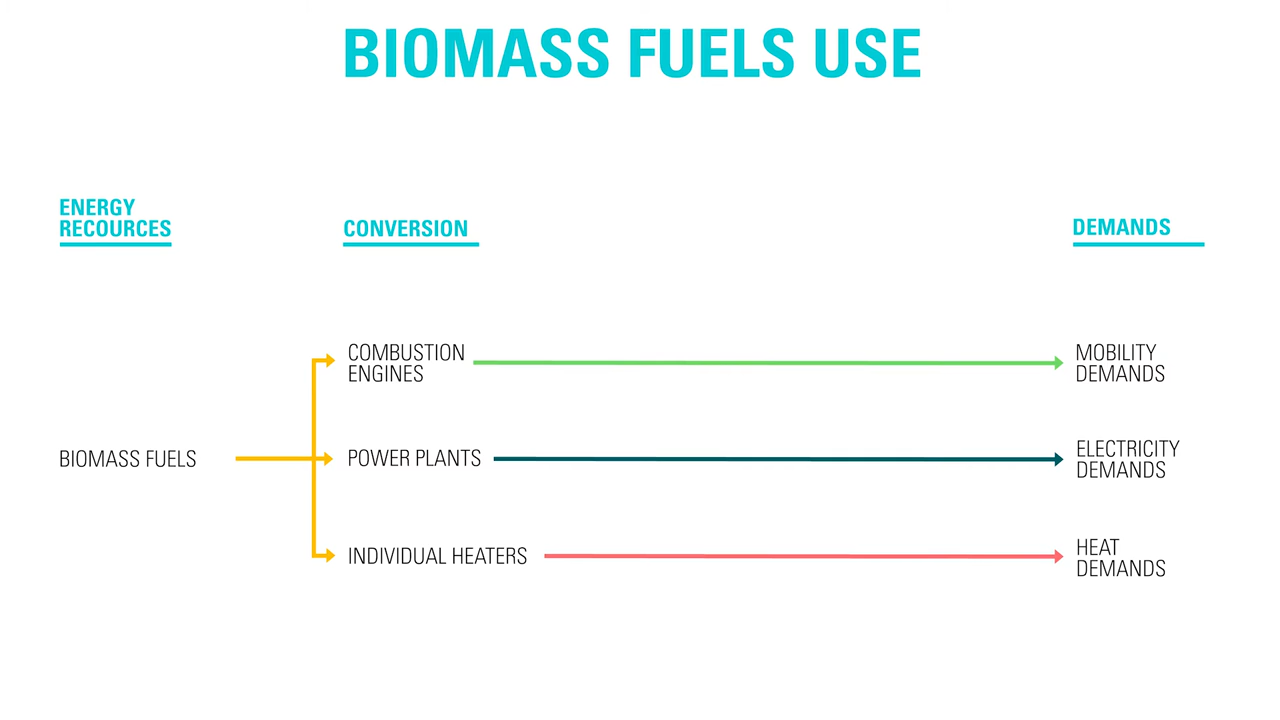 BIOMASS FUELS USE
ENERGY
RECOURCES
CONVERSION
DEMANDS
COMBUSTION
ENGINES
MOBILITY
DEMANDS
BIOMASS FUELS
POWER PLANTS
ELECTRICITY
DEMANDS
INDIVIDUAL HEATERS
HEAT
DEMANDS